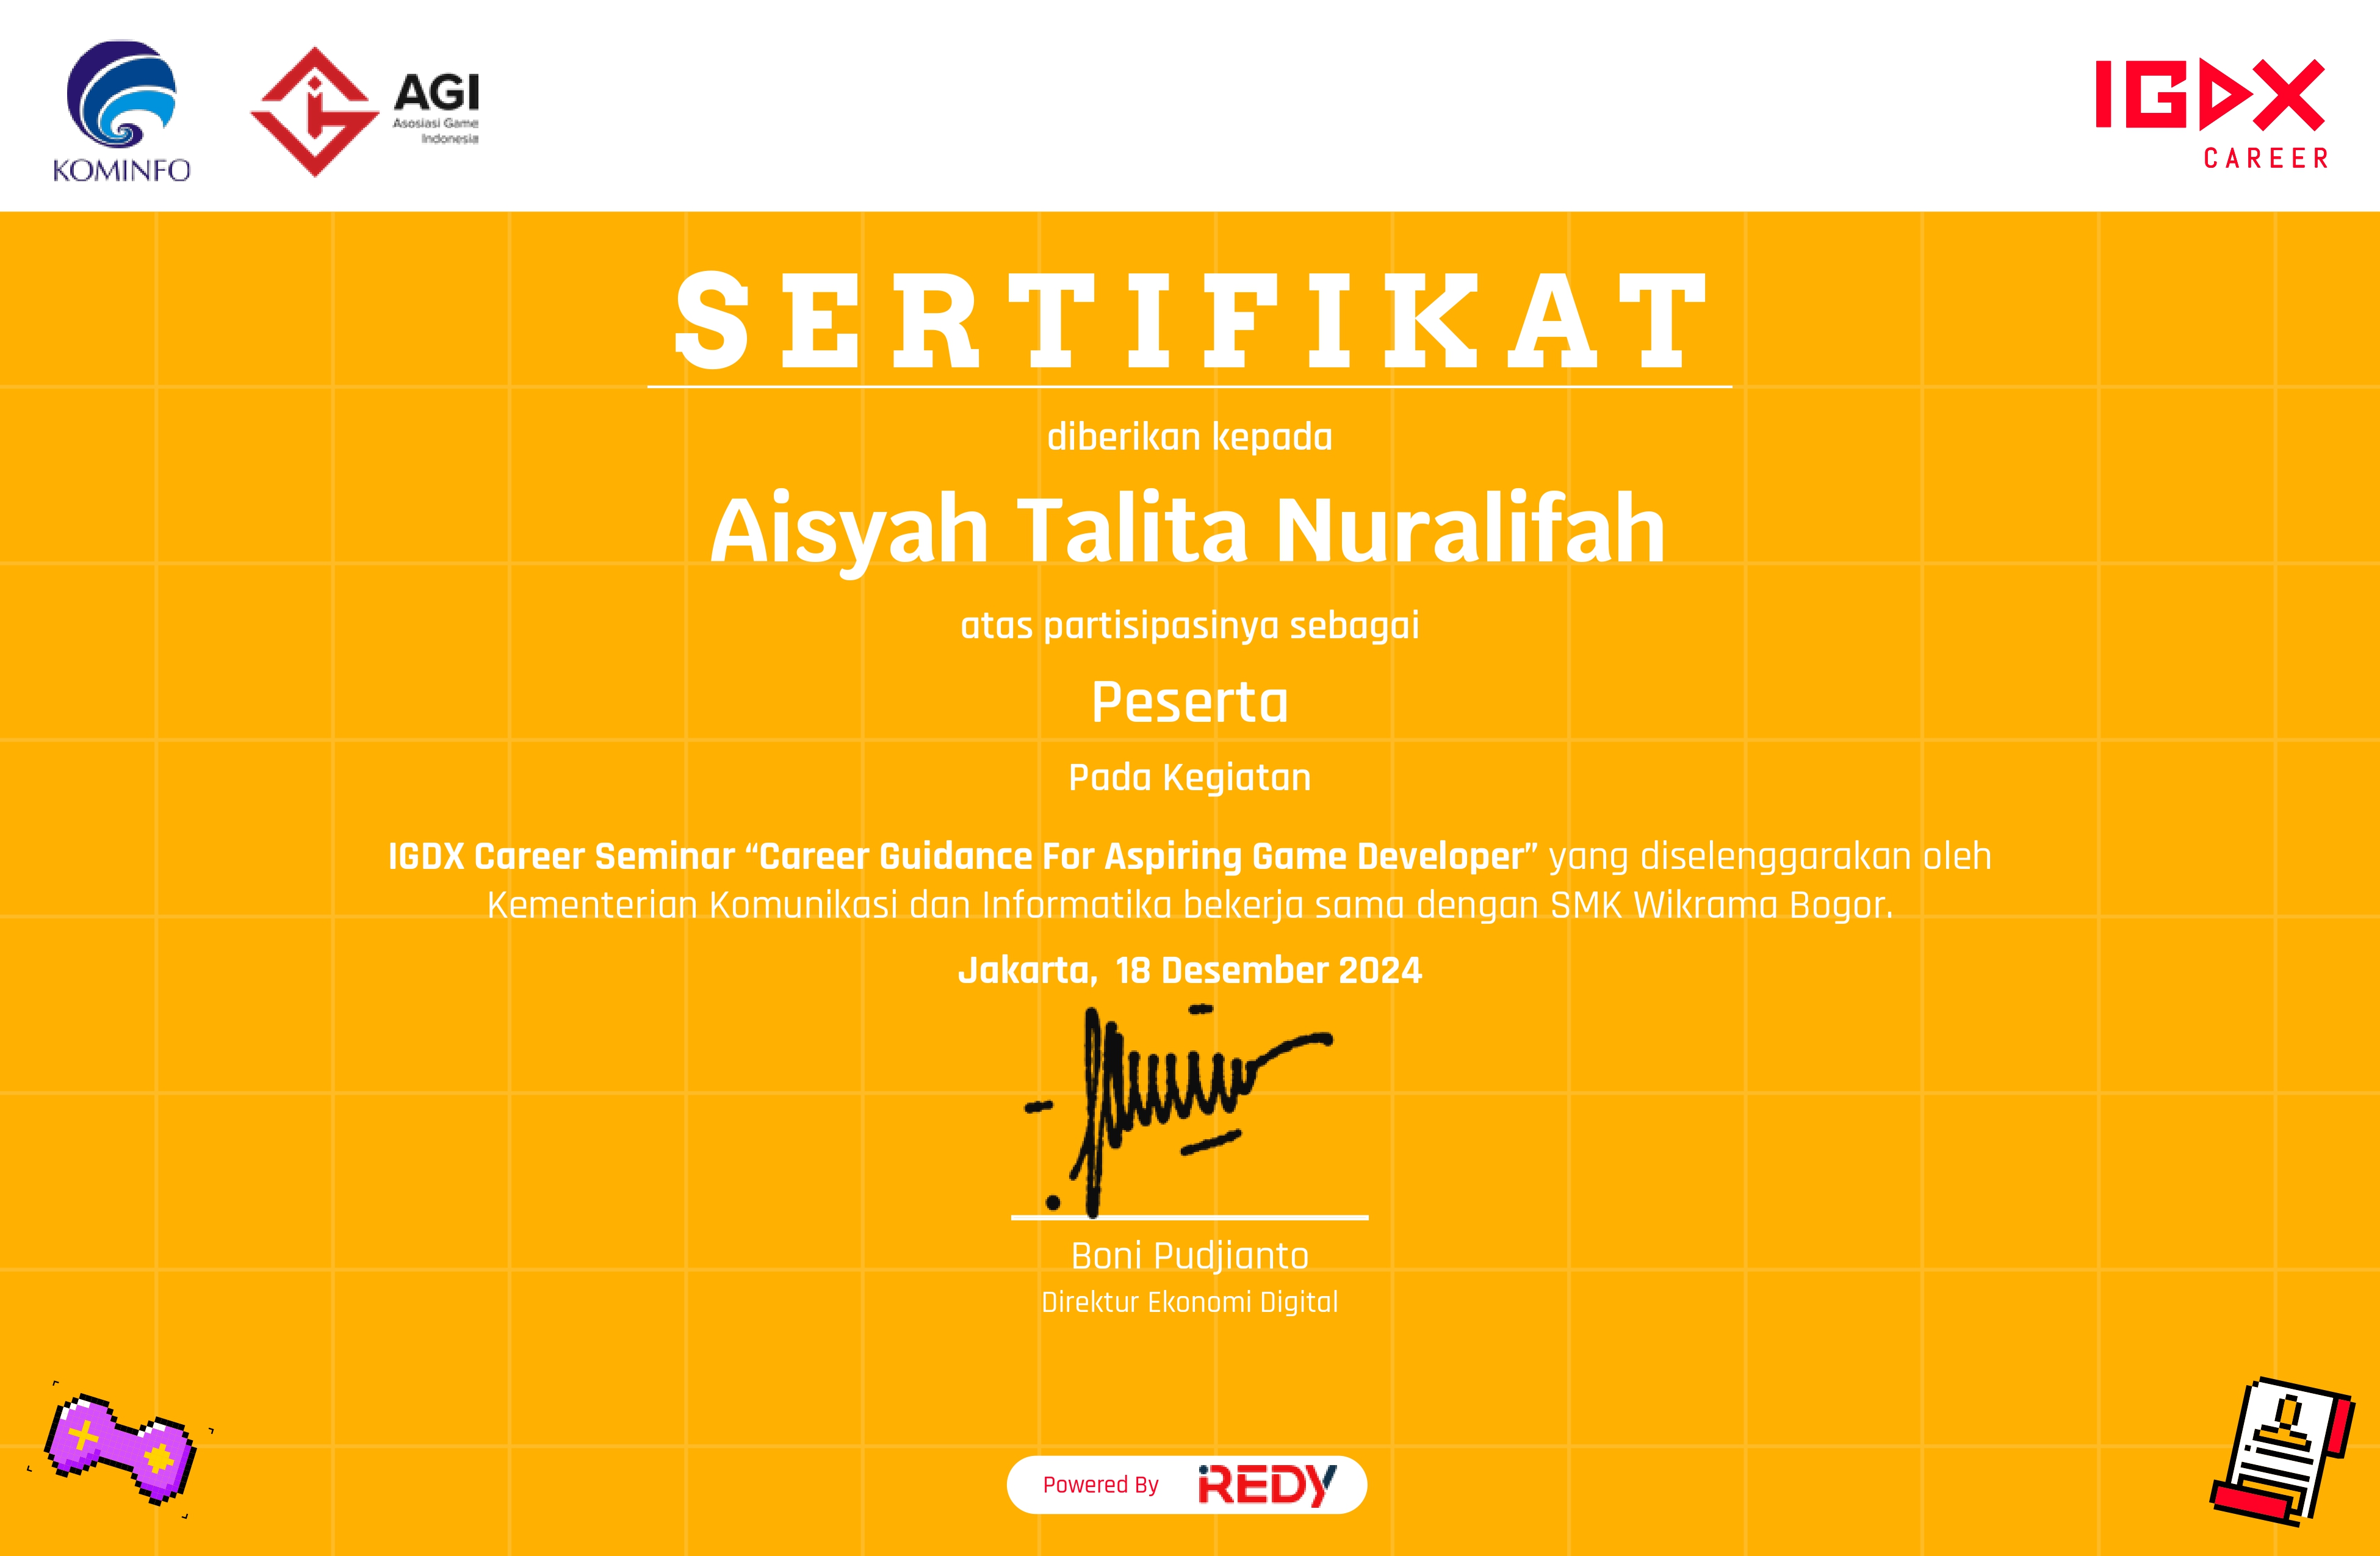 KOMINFO
AGI
Asosiasi Game
Indonesia
IGDX
CAREER
SERTIFIKAT
diberikan kepada
Aisyah Talita Nuralifah
atas partisipasinya sebagai
Peserta
Pada Kegiatan
IGDX Career Seminar “Career Guidance For Aspiring Game Developer” yang diselenggarakan oleh
Kementerian Komunikasi dan Informatika bekerja sama dengan SMK Wikrama Bogor.
Jakarta, 18 Desember 2024
Boni Pudjianto
Direktur Ekonomi Digital
Powered By iREDY